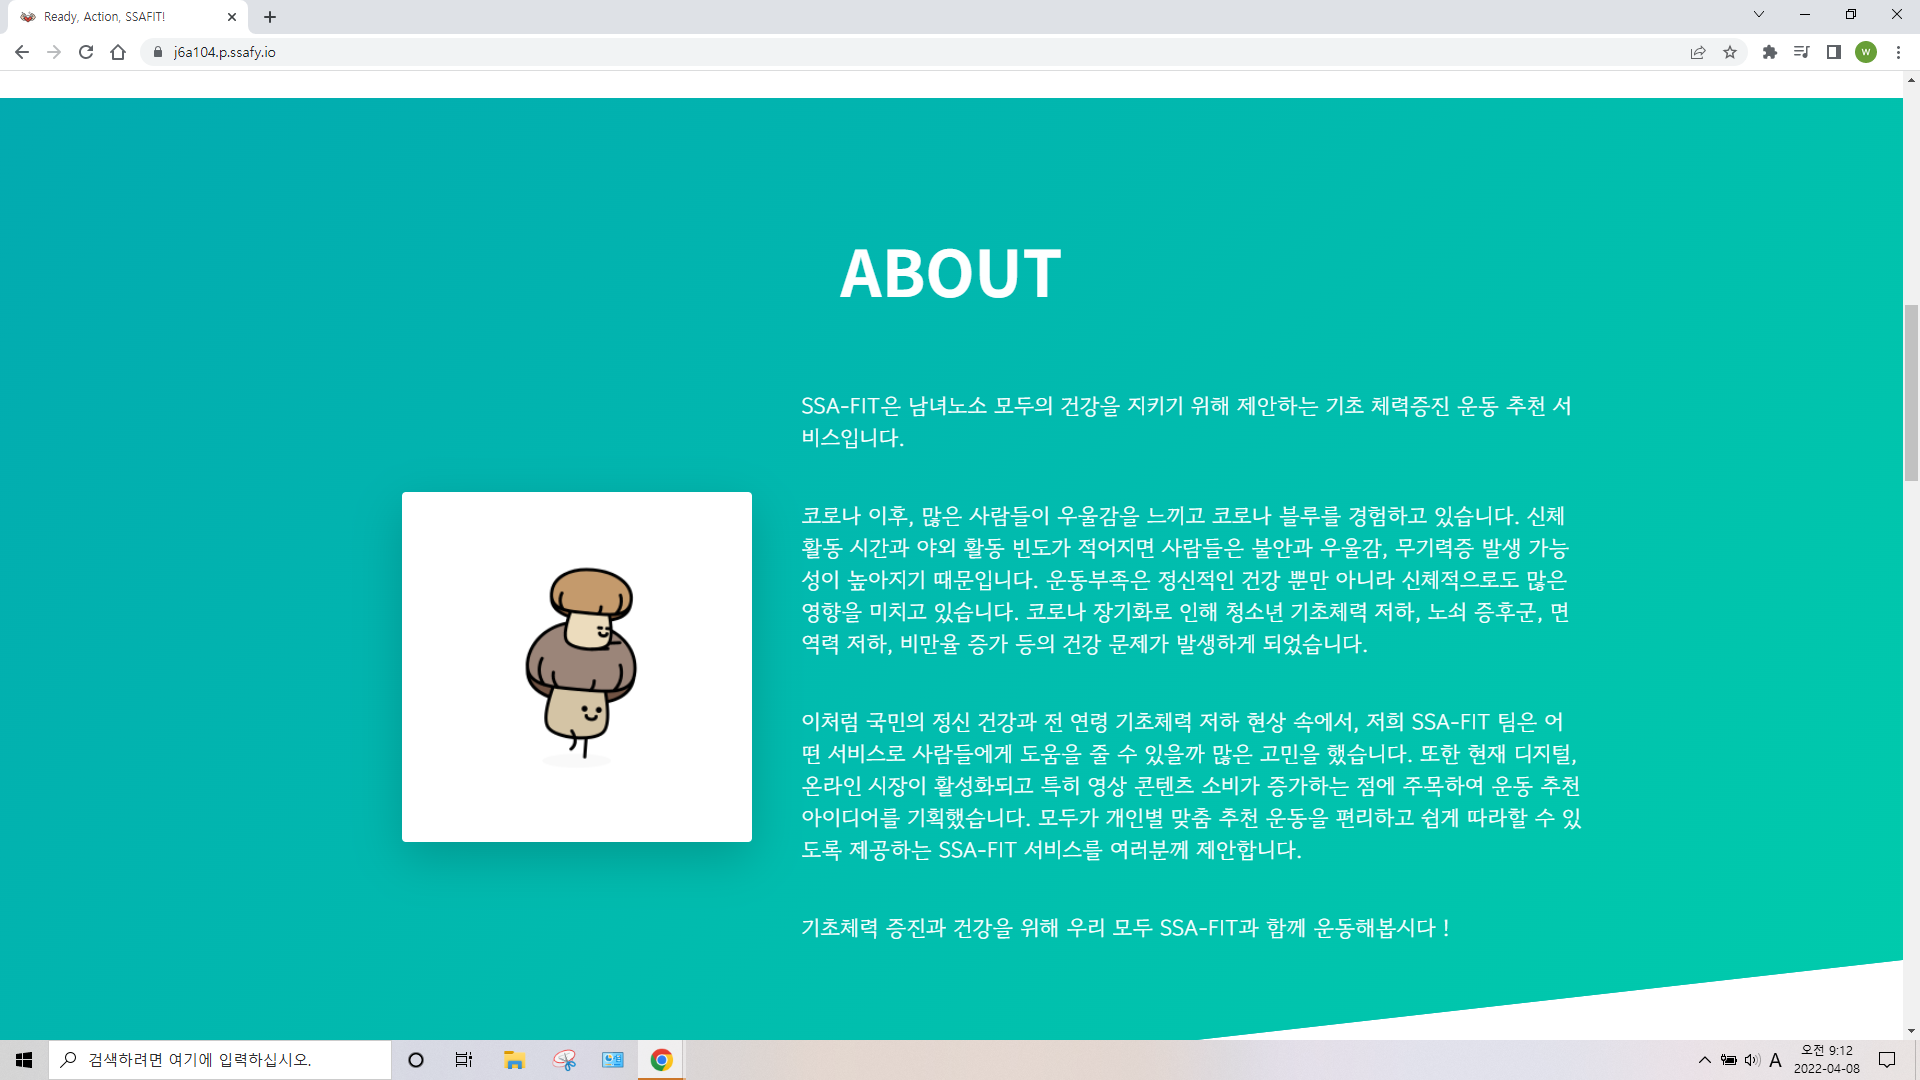 Ready, Action, SSAFIT!
j6a104.p.ssafy.io
w
ABOUT
SSA-FIT은 남녀노소 모두의 건강을 지키기 위해 제안하는 기초 체력증진 운동 추천 서
비스입니다.
코로나 이후, 많은 사람들이 우울감을 느끼고 코로나 블루를 경험하고 있습니다. 신체
활동 시간과 야외 활동 빈도가 적어지면 사람들은 불안과 우울감, 무기력증 발생 가능
성이 높아지기 때문입니다. 운동부족은 정신적인 건강 뿐만 아니라 신체적으로도 많은
영향을 미치고 있습니다. 코로나 장기화로 인해 청소년 기초체력 저하, 노쇠 증후군, 면
역력 저하, 비만율 증가 등의 건강 문제가 발생하게 되었습니다.
이처럼 국민의 정신 건강과 전 연령 기초체력 저하 현상 속에서, 저희 SSA-FIT 팀은 어
떤 서비스로 사람들에게 도움을 줄 수 있을까 많은 고민을 했습니다. 또한 현재 디지털,
온라인 시장이 활성화되고 특히 영상 콘텐츠 소비가 증가하는 점에 주목하여 운동 추천
아이디어를 기획했습니다. 모두가 개인별 맞춤 추천 운동을 편리하고 쉽게 따라할 수 있
도록 제공하는 SSA-FIT 서비스를 여러분께 제안합니다.
기초체력 증진과 건강을 위해 우리 모두 SSA-FIT과 함께 운동해봅시다 !
검색하려면 여기에 입력하십시오.
A
오전 9:12
2022-04-08